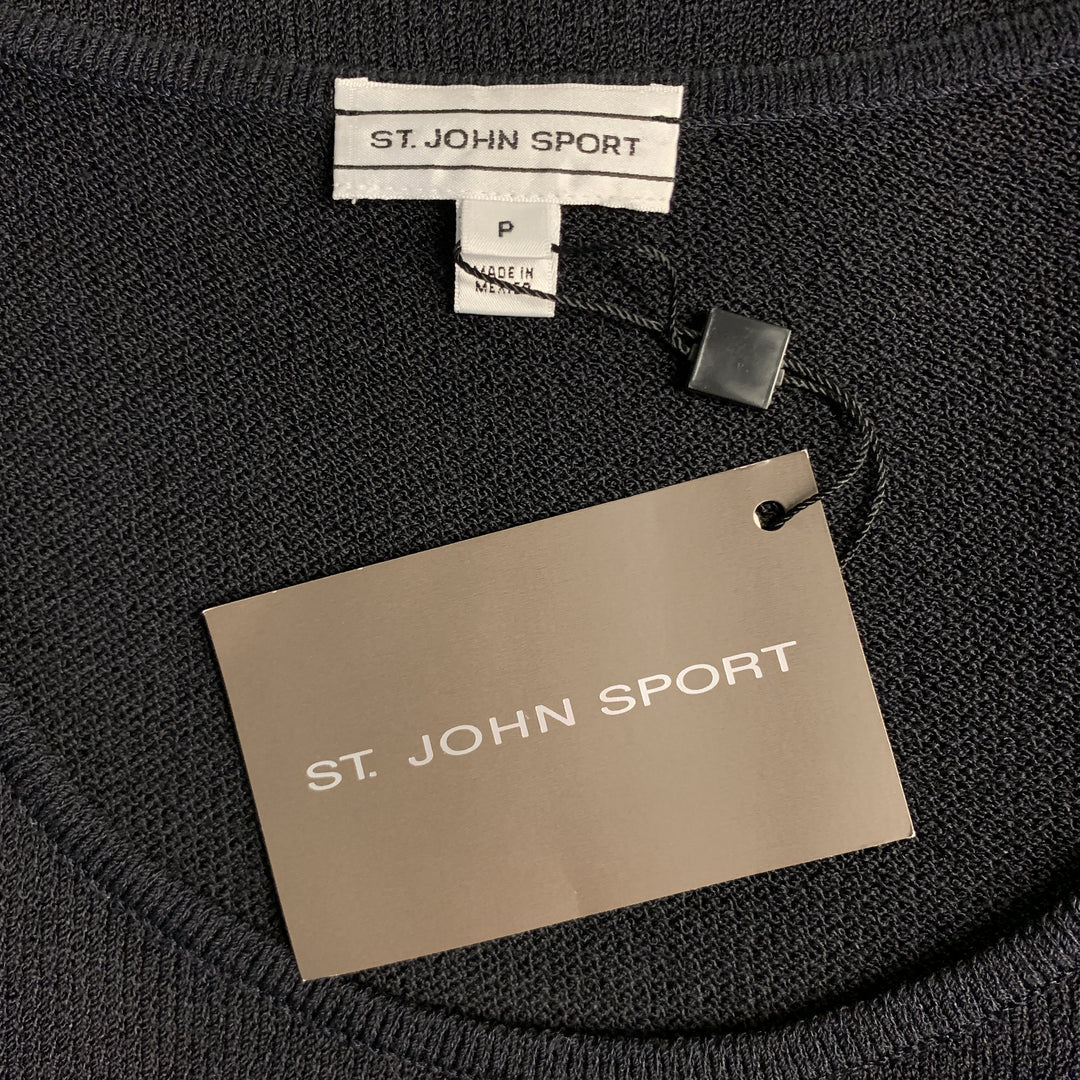 ST. JOHN SPORT
P
MADE IN
MEXICO
ST. JOHN SPORT